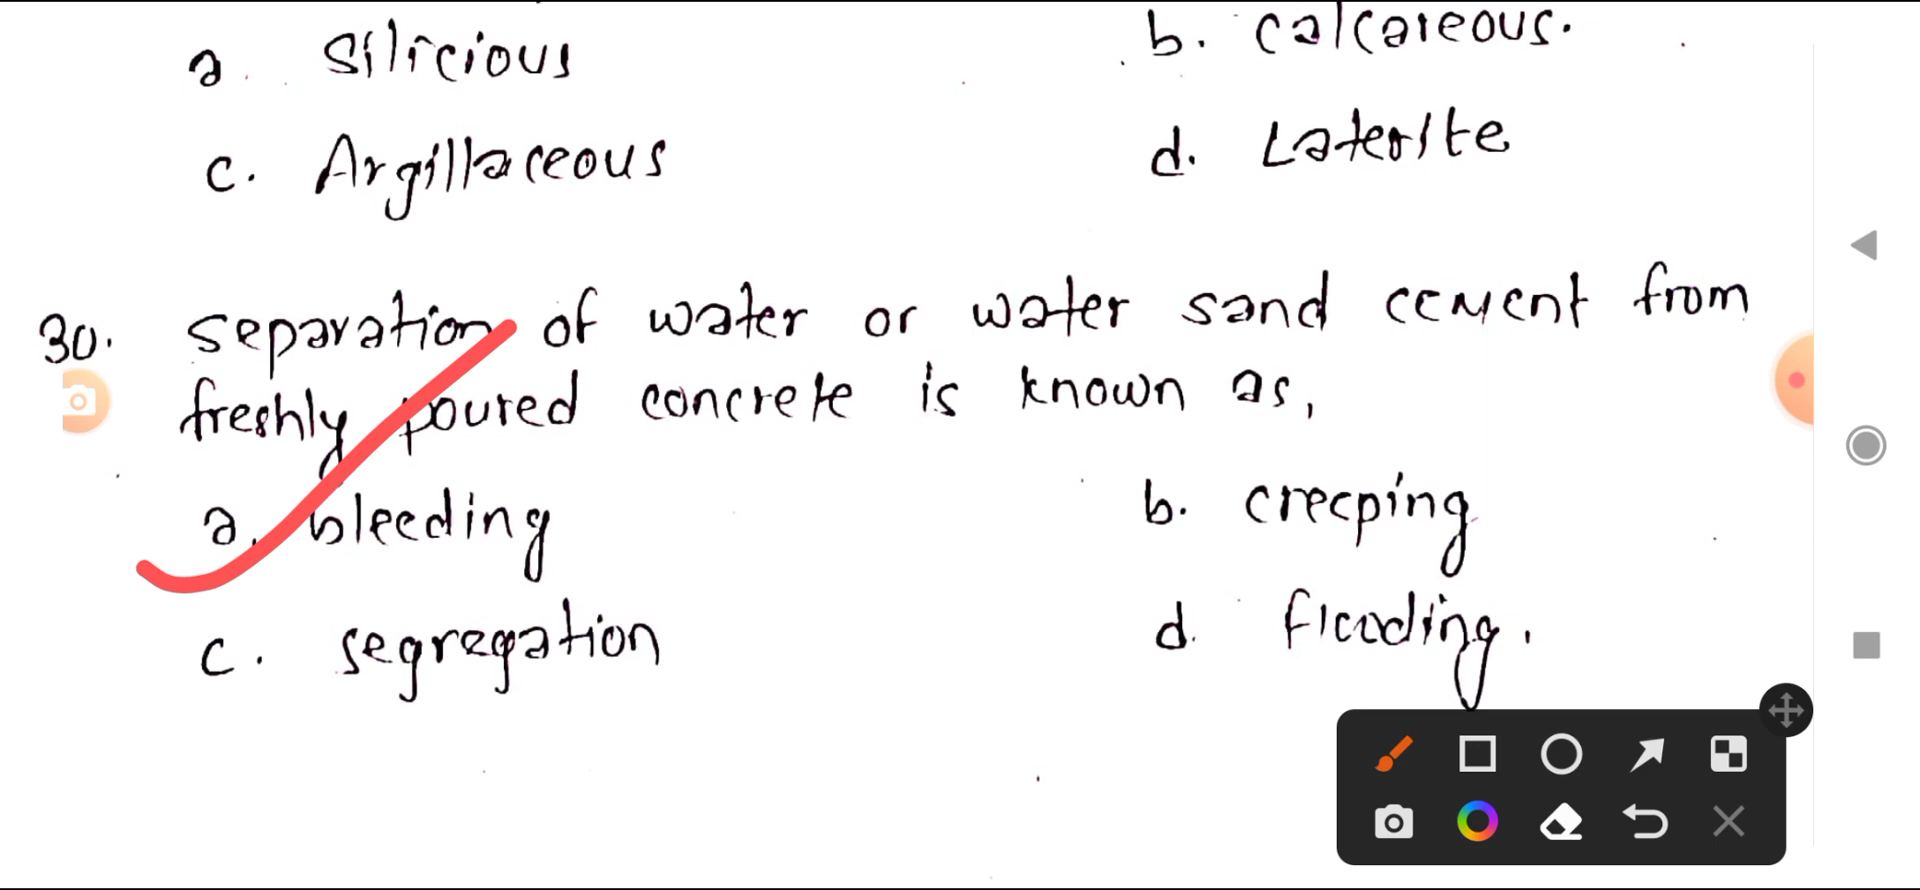 a. Silicious
b. calcareous.
c. Argillaceous
d. Laterite
30. separation of water or water sand cement from
freshly poured concrete is known as,
a. bleeding
b. creeping
c. segregation
d. flooding.